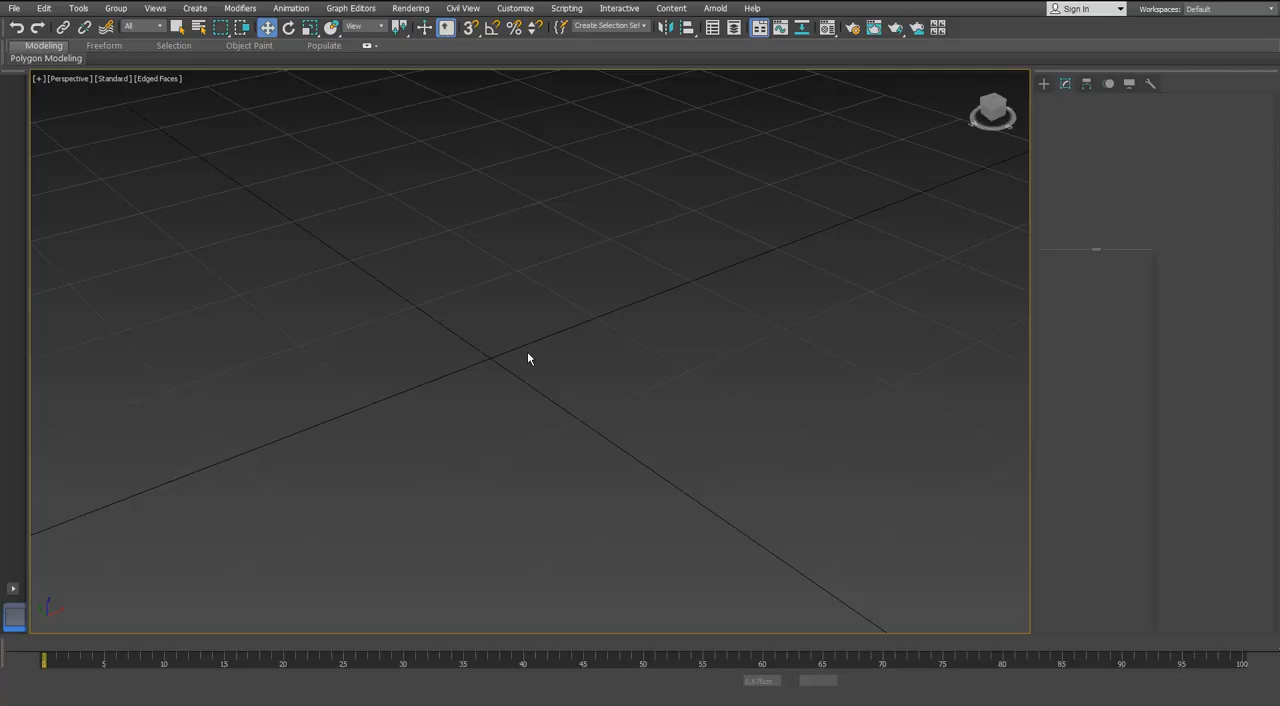 File Edit Tools Group Views Create Modifiers Animation Graph Editors Rendering Civil View Customize Scripting Interactive Content Arnold Help Sign In Workspaces: Default
All View Create Selection Set
Modeling Freeform Selection Object Paint Populate
Polygon Modeling
[+] [Perspective] [Standard] [Edged Faces]
0 5 10 15 20 25 30 35 40 45 50 55 60 65 70 75 80 85 90 95 100